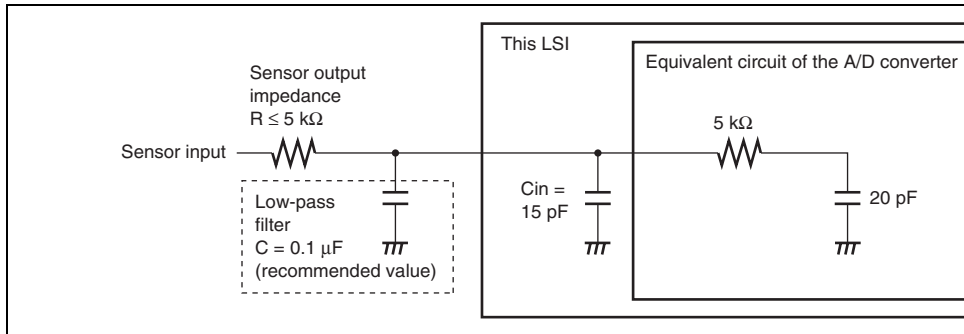 This LSI
Equivalent circuit of the A/D converter
Sensor output
impedance
R ≤ 5 kΩ
5 kΩ
Sensor input
Low-pass
filter
C = 0.1 μF
(recommended value)
Cin =
15 pF
20 pF